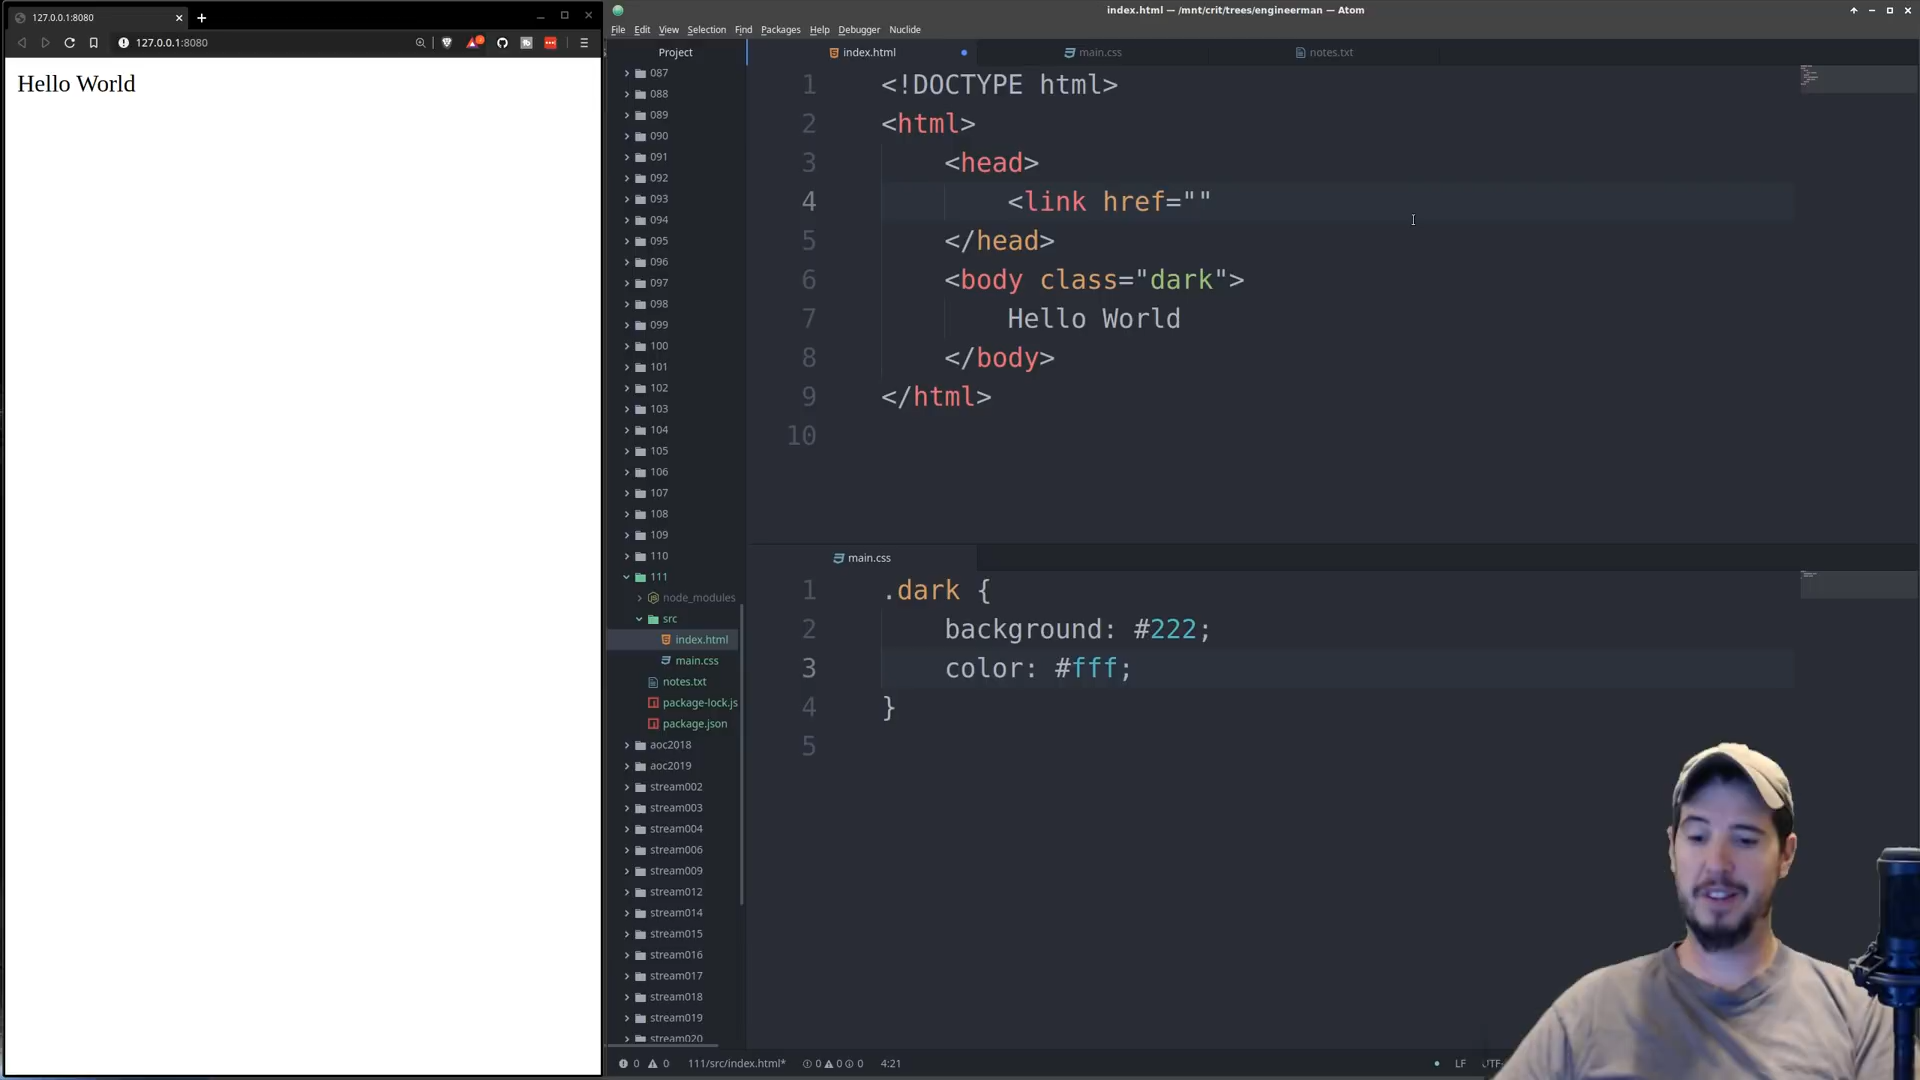 127.0.0.1:8080
127.0.0.1:8080
Hello World
index.html — /mnt/crit/trees/engineerman — Atom
File Edit View Selection Find Packages Help Debugger Nuclide
Project
087
088
089
090
091
092
093
094
095
096
097
098
099
100
101
102
103
104
105
106
107
108
109
110
111
node_modules
src
index.html
main.css
notes.txt
package-lock.js
package.json
aoc2018
aoc2019
stream002
stream003
stream004
stream006
stream009
stream012
stream014
stream015
stream016
stream017
stream018
stream019
stream020
index.html main.css notes.txt
1 <!DOCTYPE html>
2 <html>
3 <head>
4 <link href=""
5 </head>
6 <body class="dark">
7 Hello World
8 </body>
9 </html>
10
main.css
1 .dark {
2 background: #222;
3 color: #fff;
4 }
5
0 0 111/src/index.html* 0 0 0 4:21 LF UTF-